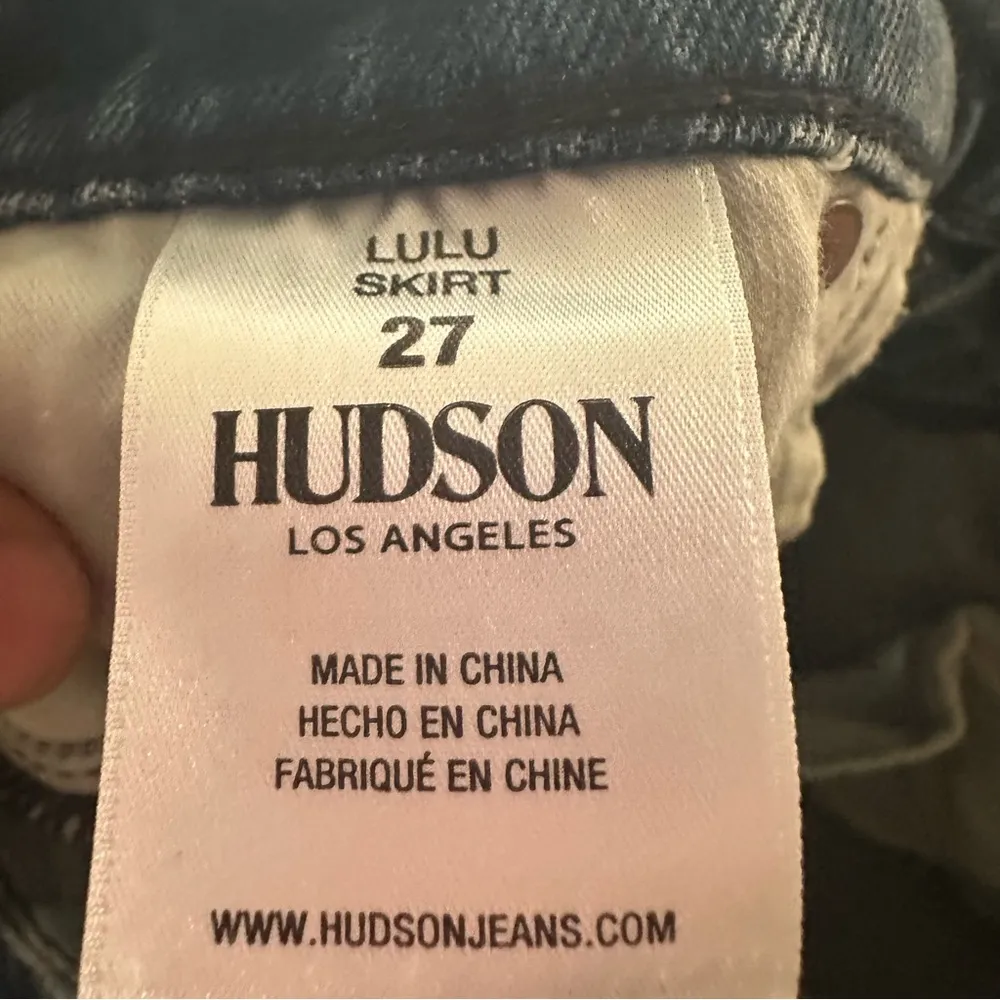 LULU
SKIRT
27
HUDSON
LOS ANGELES
MADE IN CHINA
HECHO EN CHINA
FABRIQUÉ EN CHINE
WWW.HUDSONJEANS.COM